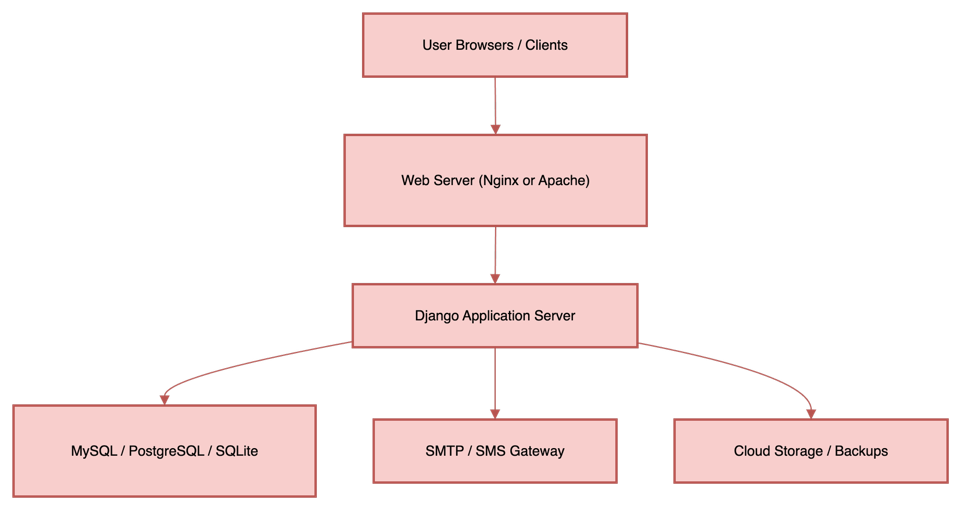 User Browsers / Clients
Web Server (Nginx or Apache)
Django Application Server
MySQL / PostgreSQL / SQLite
SMTP / SMS Gateway
Cloud Storage / Backups